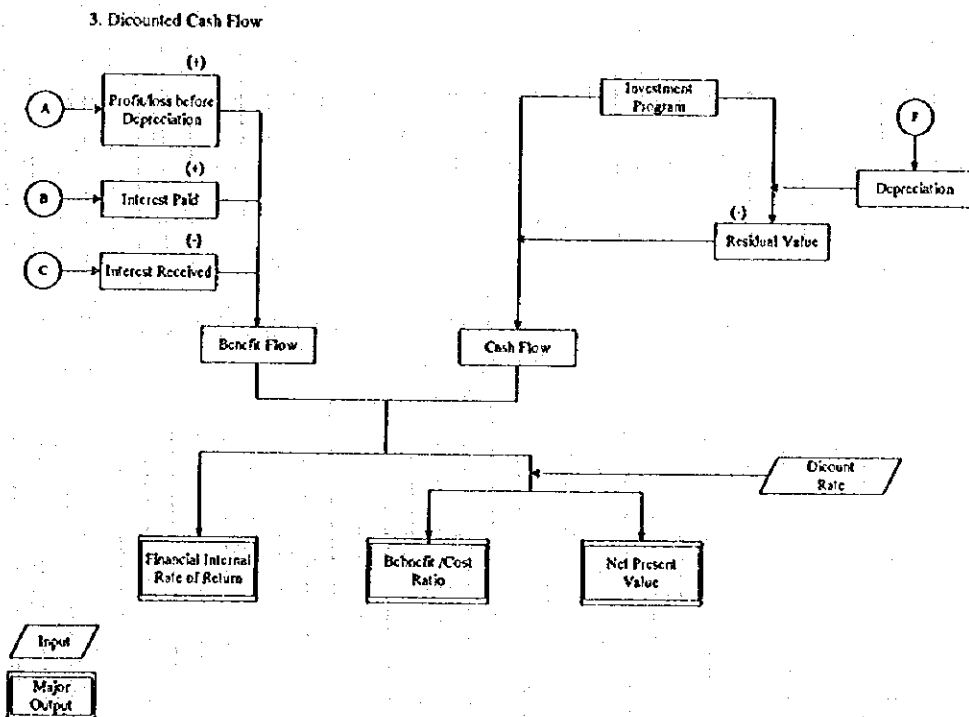 3. Dicounted Cash Flow
(+)
A
Profit/loss before
Depreciation
(+)
B
Interest Paid
(-)
C
Interest Received
Investment
Program
F
Depreciation
(-)
Residual Value
Benefit Flow
Cash Flow
Dicount
Rate
Financial Internal
Rate of Return
Bebnefit /Cost
Ratio
Net Present
Value
Input
Major
Output